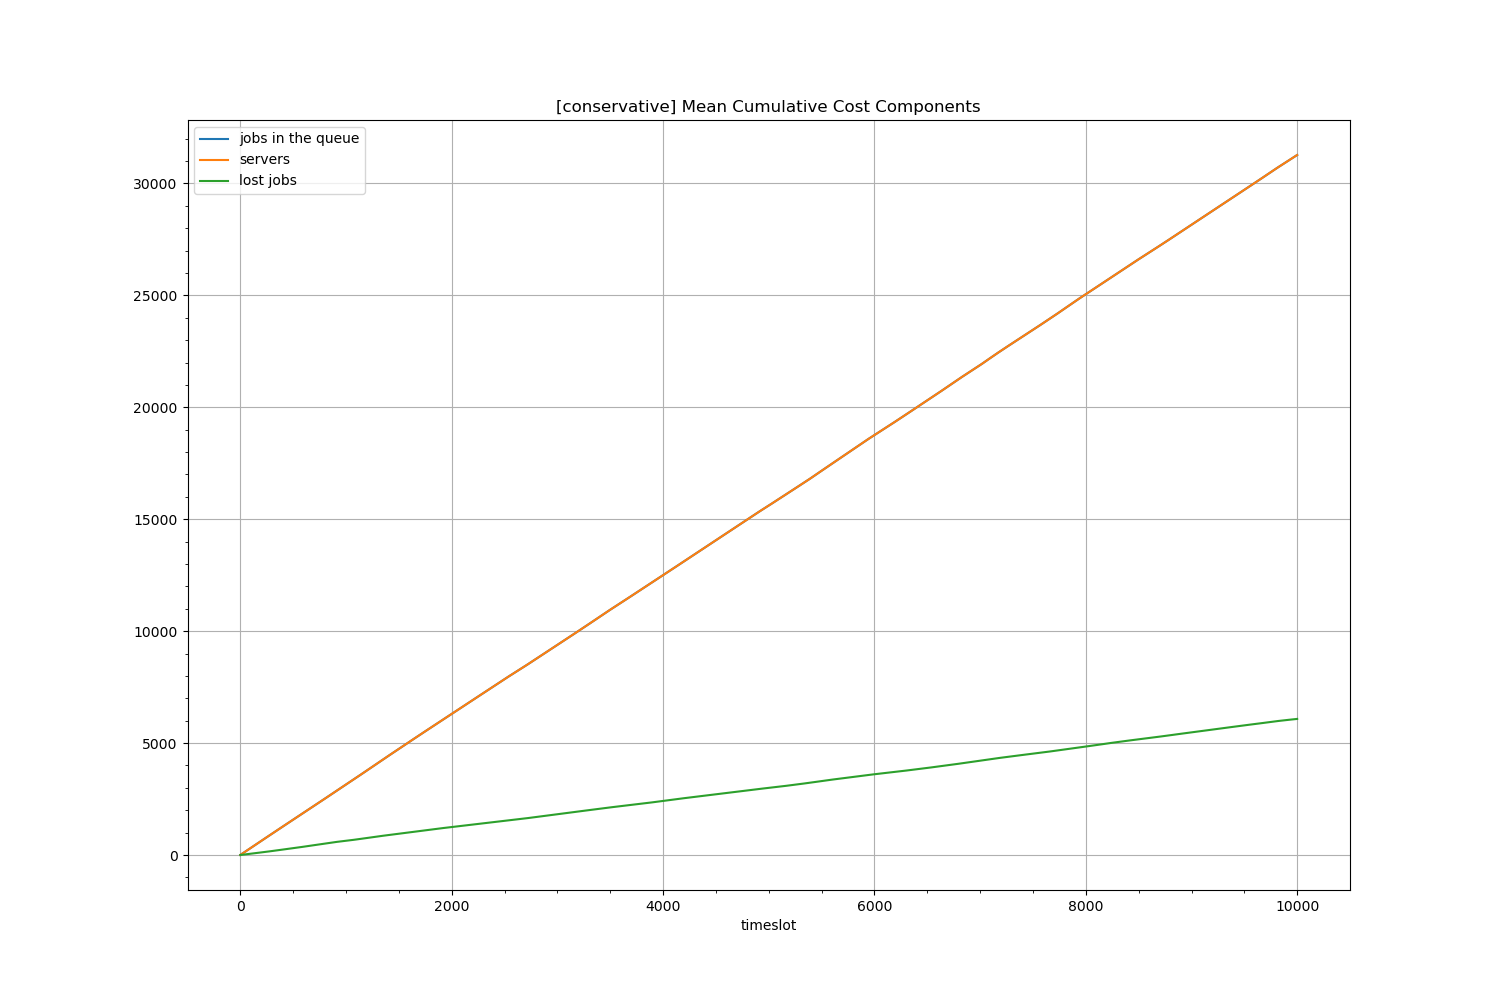 [conservative] Mean Cumulative Cost Components
jobs in the queue
servers
lost jobs
30000
25000
20000
15000
10000
5000
0
0 2000 4000 6000 8000 10000
timeslot